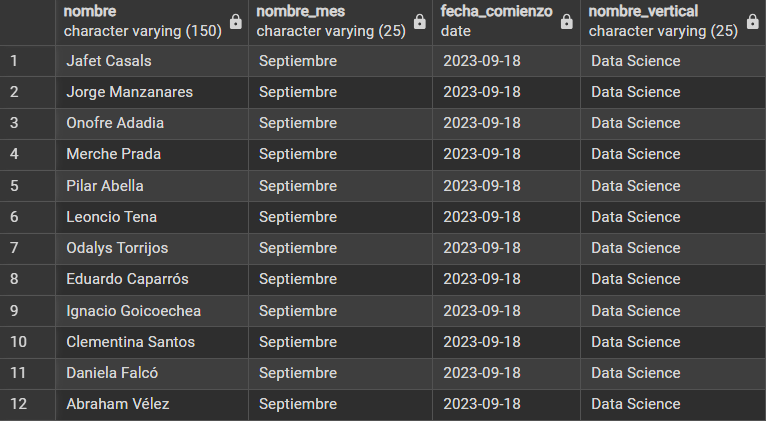 nombre nombre_mes fecha_comienzo nombre_vertical
character varying (150) character varying (25) date character varying (25)
1 Jafet Casals Septiembre 2023-09-18 Data Science
2 Jorge Manzanares Septiembre 2023-09-18 Data Science
3 Onofre Adadia Septiembre 2023-09-18 Data Science
4 Merche Prada Septiembre 2023-09-18 Data Science
5 Pilar Abella Septiembre 2023-09-18 Data Science
6 Leoncio Tena Septiembre 2023-09-18 Data Science
7 Odalys Torrijos Septiembre 2023-09-18 Data Science
8 Eduardo Caparrós Septiembre 2023-09-18 Data Science
9 Ignacio Goicoechea Septiembre 2023-09-18 Data Science
10 Clementina Santos Septiembre 2023-09-18 Data Science
11 Daniela Falcó Septiembre 2023-09-18 Data Science
12 Abraham Vélez Septiembre 2023-09-18 Data Science